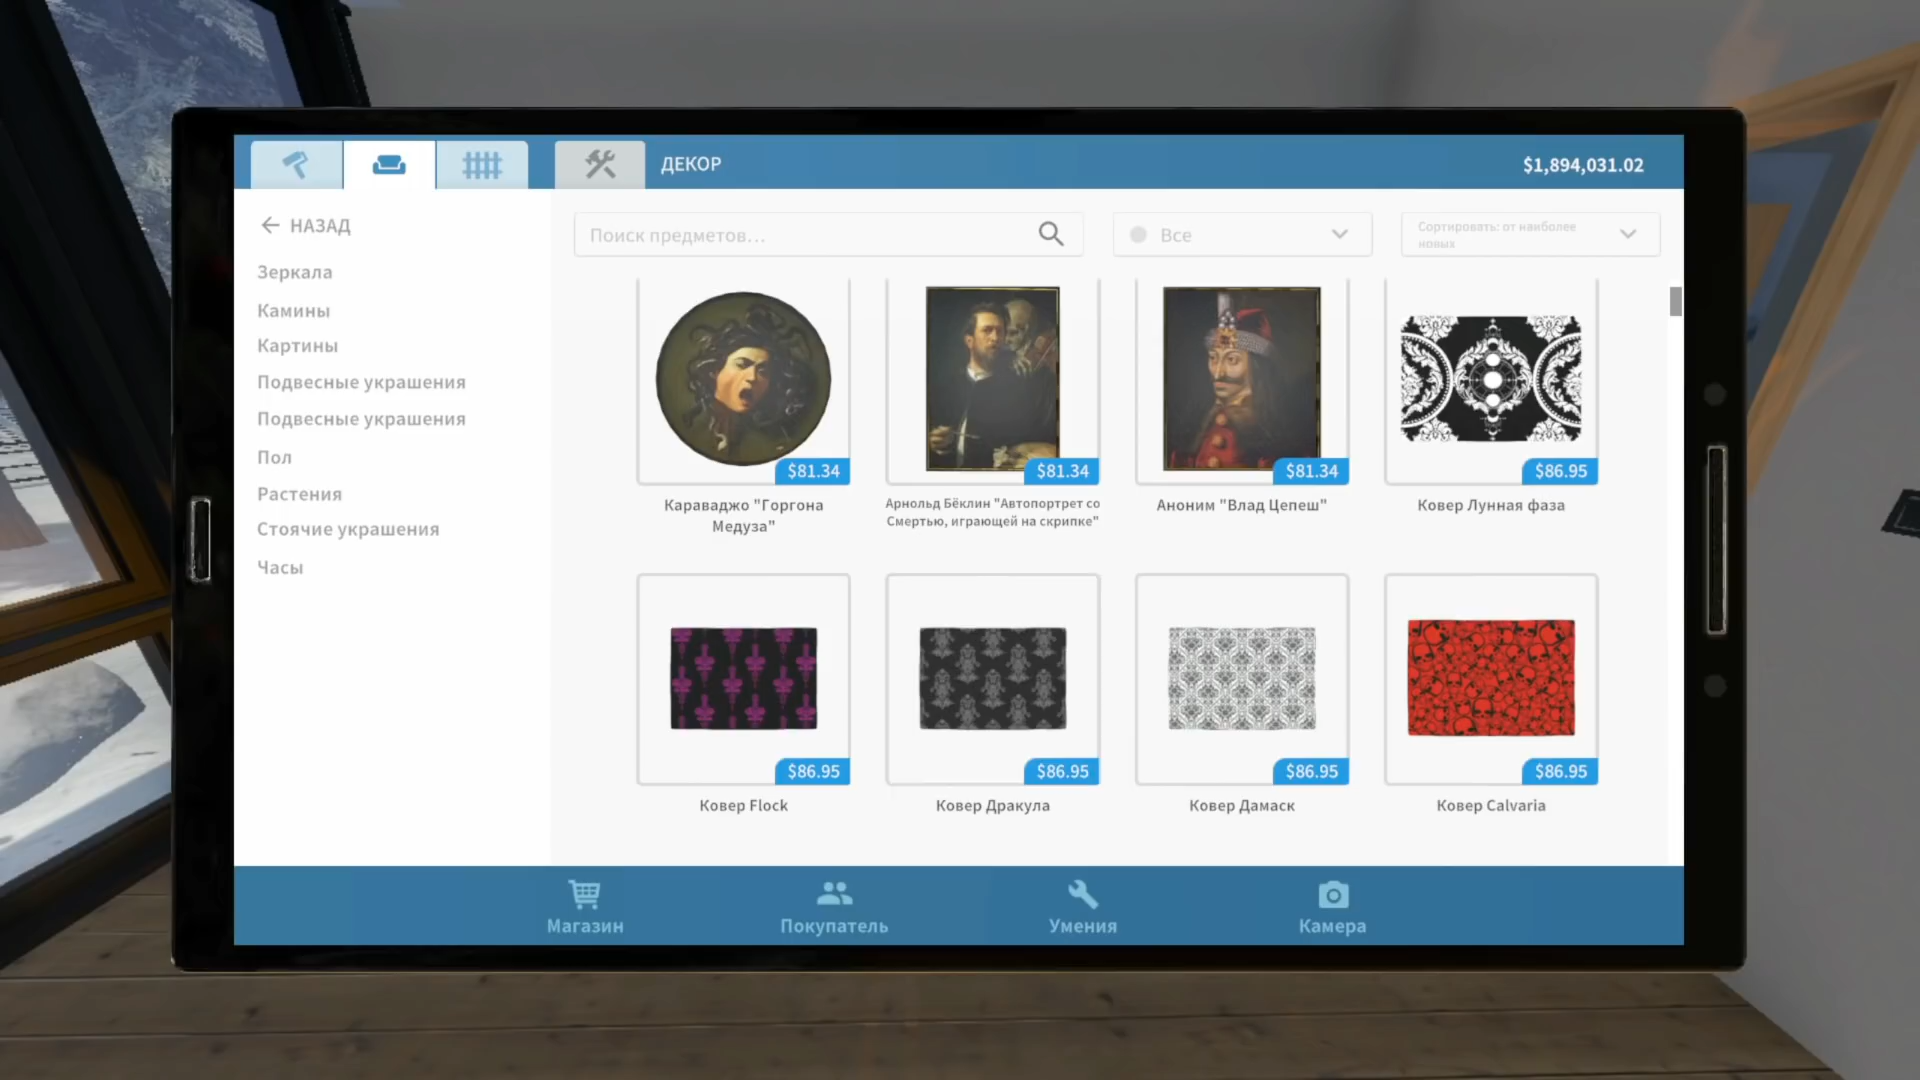 ДЕКОР
$1,894,031.02
НАЗАД
Зеркала
Камины
Картины
Подвесные украшения
Подвесные украшения
Пол
Растения
Стоячие украшения
Часы
Поиск предметов...
Все
Сортировать: от наиболее
новых
$81.34
$81.34
$81.34
$86.95
Караваджо "Горгона
Медуза"
Арнольд Бёклин "Автопортрет со
Смертью, играющей на скрипке"
Аноним "Влад Цепеш"
Ковер Лунная фаза
$86.95
$86.95
$86.95
$86.95
Ковер Flock
Ковер Дракула
Ковер Дамаск
Ковер Calvaria
Магазин
Покупатель
Умения
Камера